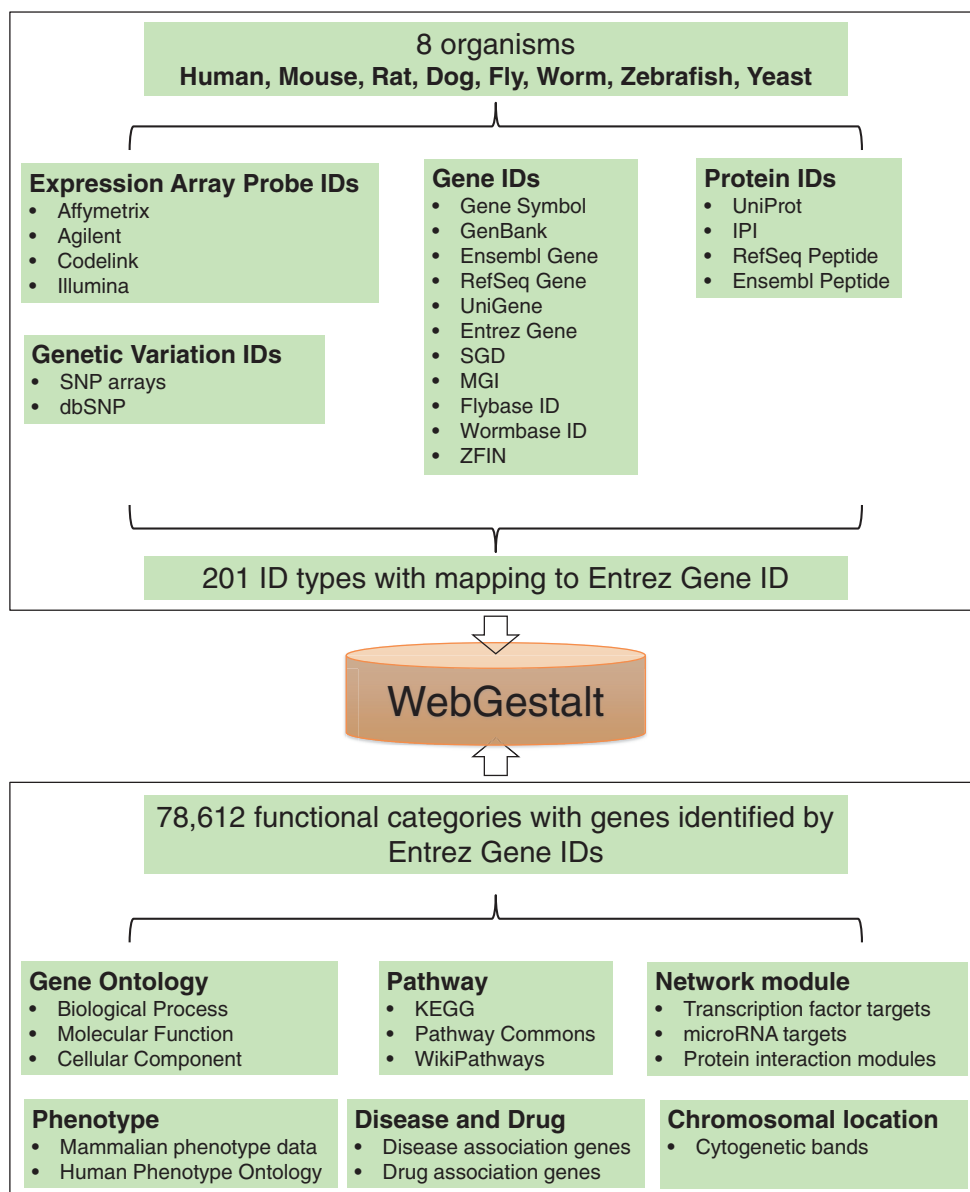 8 organisms
Human, Mouse, Rat, Dog, Fly, Worm, Zebrafish, Yeast
Expression Array Probe IDs
• Affymetrix
• Agilent
• Codelink
• Illumina
Genetic Variation IDs
• SNP arrays
• dbSNP
Gene IDs
• Gene Symbol
• GenBank
• Ensembl Gene
• RefSeq Gene
• UniGene
• Entrez Gene
• SGD
• MGI
• Flybase ID
• Wormbase ID
• ZFIN
Protein IDs
• UniProt
• IPI
• RefSeq Peptide
• Ensembl Peptide
201 ID types with mapping to Entrez Gene ID
WebGestalt
78,612 functional categories with genes identified by
Entrez Gene IDs
Gene Ontology
• Biological Process
• Molecular Function
• Cellular Component
Pathway
• KEGG
• Pathway Commons
• WikiPathways
Network module
• Transcription factor targets
• microRNA targets
• Protein interaction modules
Phenotype
• Mammalian phenotype data
• Human Phenotype Ontology
Disease and Drug
• Disease association genes
• Drug association genes
Chromosomal location
• Cytogenetic bands